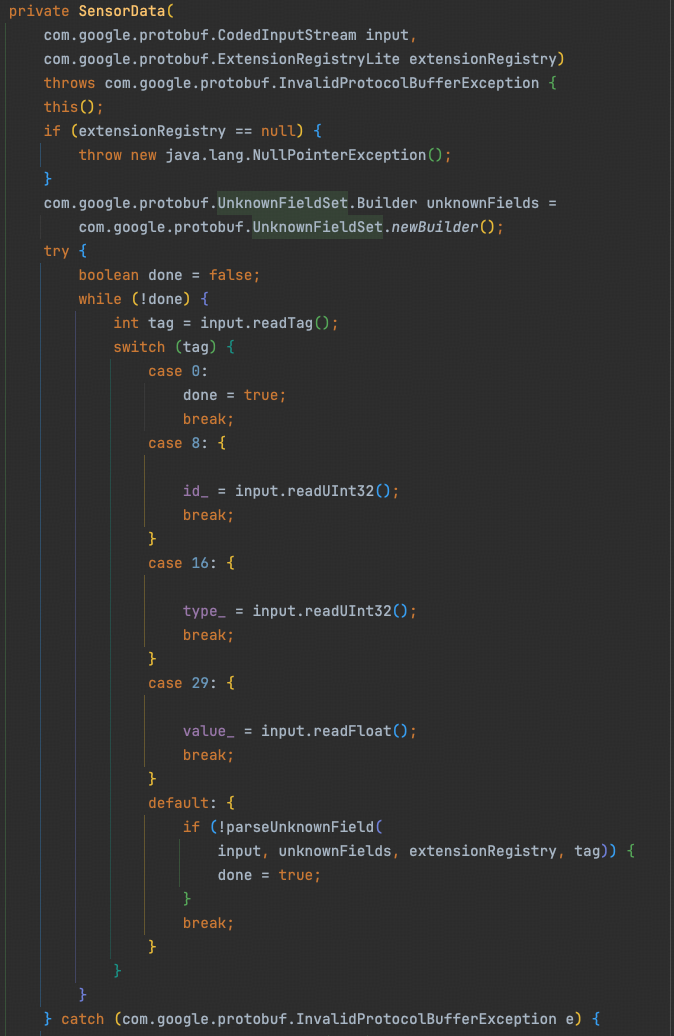 private SensorData(
    com.google.protobuf.CodedInputStream input,
    com.google.protobuf.ExtensionRegistryLite extensionRegistry)
    throws com.google.protobuf.InvalidProtocolBufferException {
    this();
    if (extensionRegistry == null) {
        throw new java.lang.NullPointerException();
    }
    com.google.protobuf.UnknownFieldSet.Builder unknownFields =
        com.google.protobuf.UnknownFieldSet.newBuilder();
    try {
        boolean done = false;
        while (!done) {
            int tag = input.readTag();
            switch (tag) {
                case 0:
                    done = true;
                    break;
                case 8: {

                    id_ = input.readUInt32();
                    break;
                }
                case 16: {

                    type_ = input.readUInt32();
                    break;
                }
                case 29: {

                    value_ = input.readFloat();
                    break;
                }
                default: {
                    if (!parseUnknownField(
                        input, unknownFields, extensionRegistry, tag)) {
                        done = true;
                    }
                    break;
                }
            }
        }
    } catch (com.google.protobuf.InvalidProtocolBufferException e) {